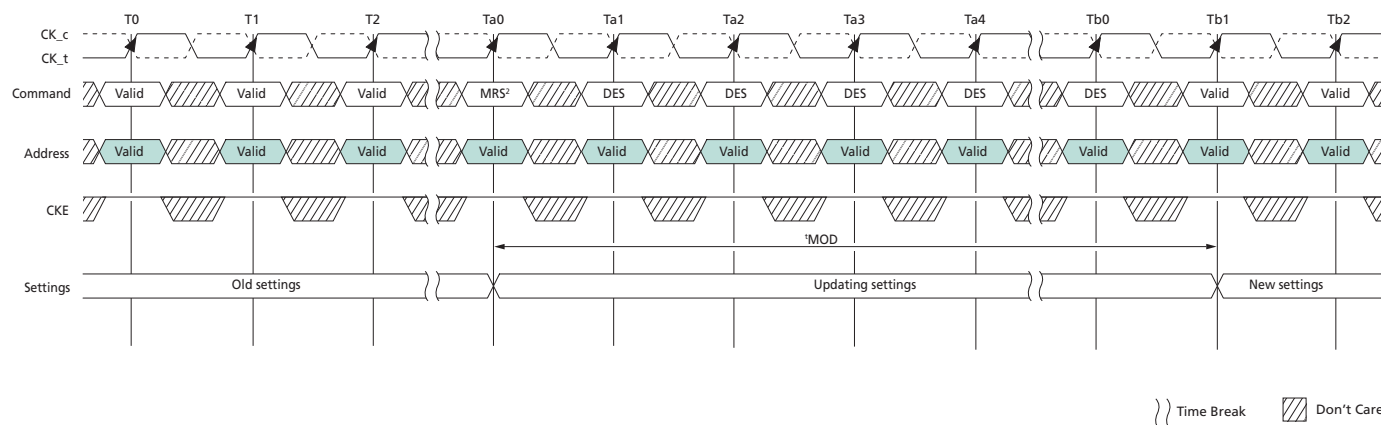 T0 T1 T2 Ta0 Ta1 Ta2 Ta3 Ta4 Tb0 Tb1 Tb2
CK_c
CK_t
Command Valid Valid Valid MRS² DES DES DES DES DES Valid Valid
Address Valid Valid Valid Valid Valid Valid Valid Valid Valid Valid Valid
CKE
tMOD
Settings Old settings Updating settings New settings
Time Break Don't Care